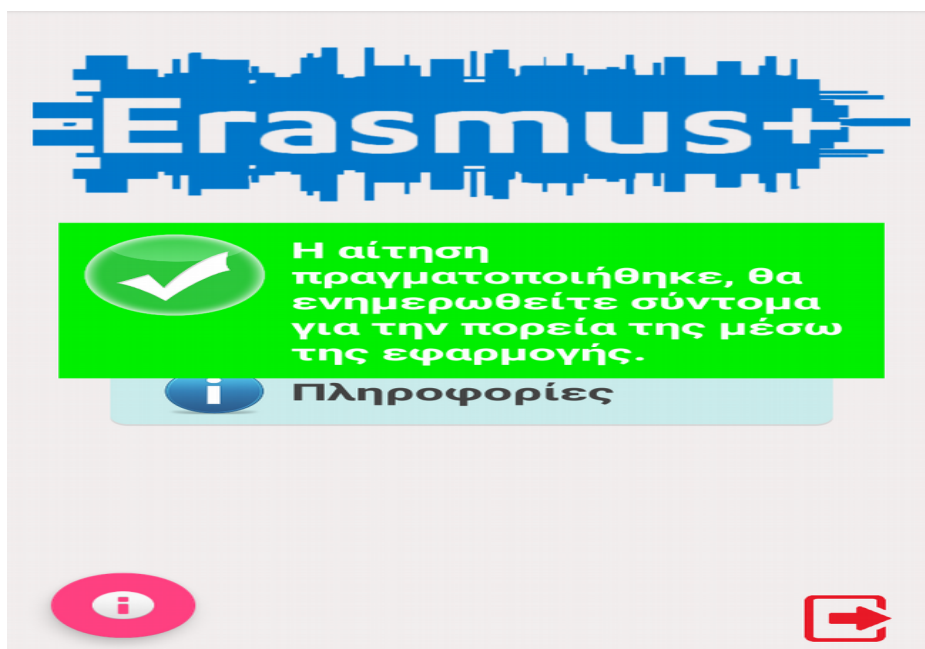 Erasmus+
Η αίτηση
πραγματοποιήθηκε, θα
ενημερωθείτε σύντομα
για την πορεία της μέσω
της εφαρμογής.
Πληροφορίες